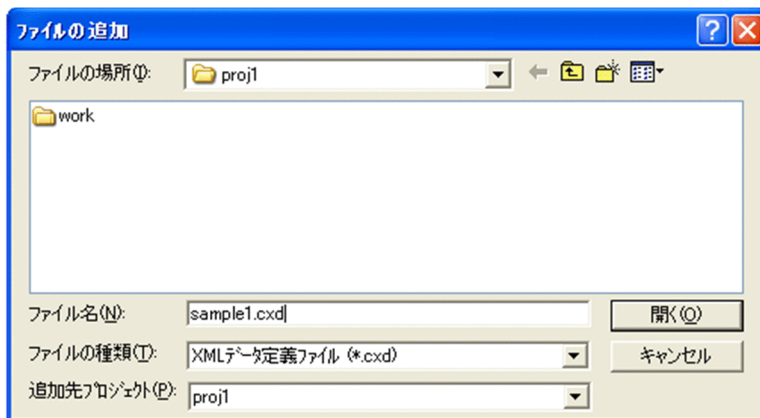 ファイルの追加
ファイルの場所(I):
proj1
work
ファイル名(N):
sample1.cxd
開く(O)
ファイルの種類(T):
XMLデータ定義ファイル (*.cxd)
キャンセル
追加先プロジェクト(P):
proj1